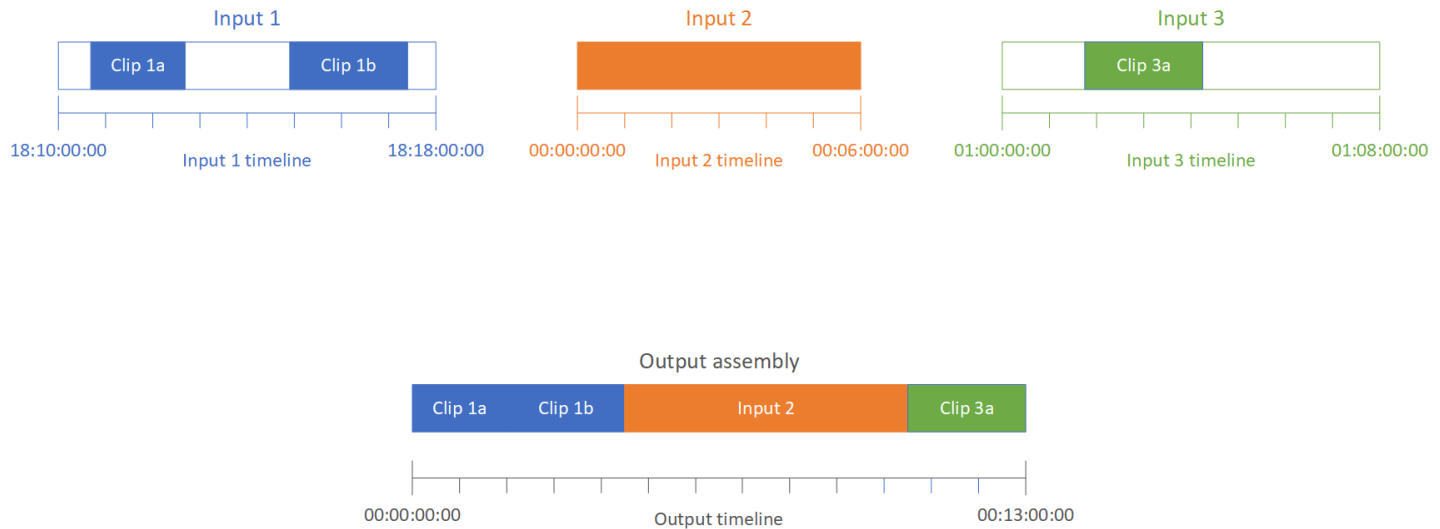 Input 1
Input 2
Input 3
Clip 1a
Clip 1b
Clip 3a
18:10:00:00
Input 1 timeline
18:18:00:00
00:00:00:00
Input 2 timeline
00:06:00:00
01:00:00:00
Input 3 timeline
01:08:00:00
Output assembly
Clip 1a
Clip 1b
Input 2
Clip 3a
00:00:00:00
Output timeline
00:13:00:00